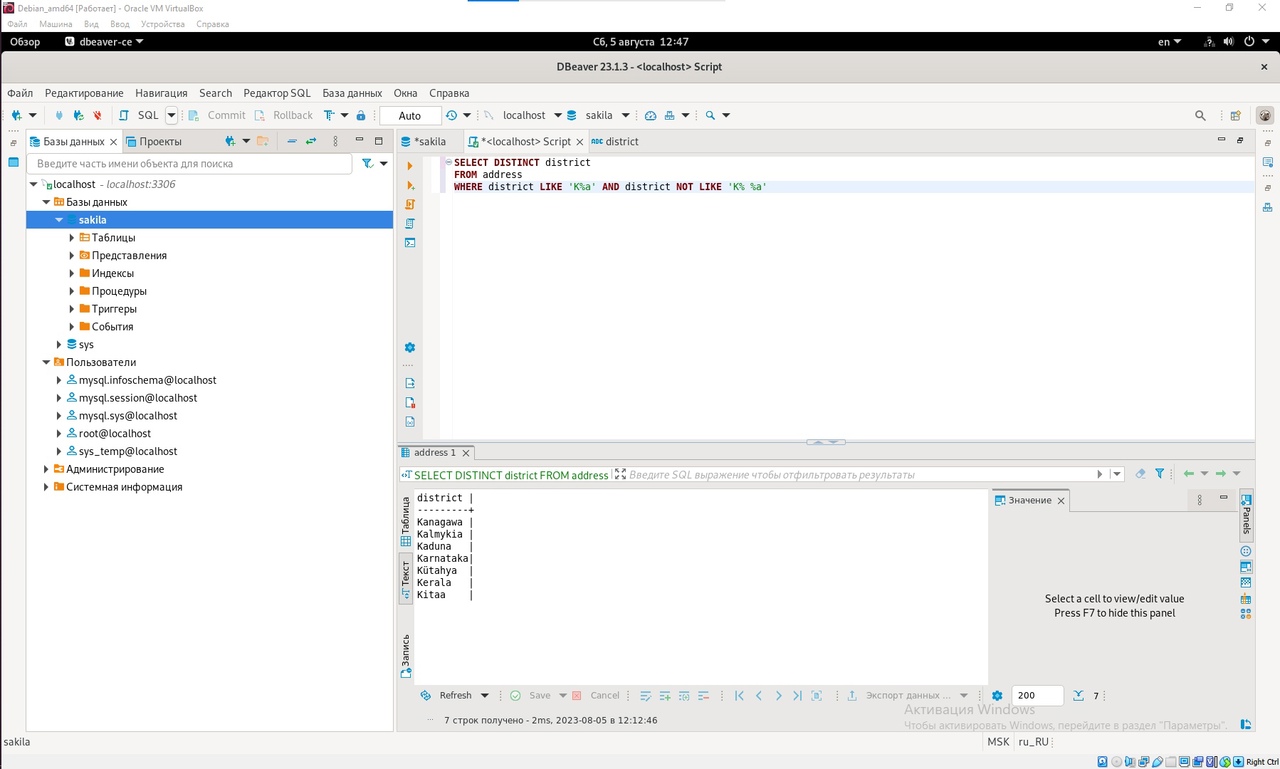 Debian_amd64 [Работает] - Oracle VM VirtualBox
Файл Машина Вид Ввод Устройства Справка
Обзор dbeaver-ce Сб, 5 августа 12:47 en
DBeaver 23.1.3 - <localhost> Script
Файл Редактирование Навигация Search Редактор SQL База данных Окна Справка
SQL Commit Rollback Auto localhost sakila
Базы данных Проекты
Введите часть имени объекта для поиска
localhost - localhost:3306
Базы данных
sakila
Таблицы
Представления
Индексы
Процедуры
Триггеры
События
sys
Пользователи
mysql.infoschema@localhost
mysql.session@localhost
mysql.sys@localhost
root@localhost
sys_temp@localhost
Администрирование
Системная информация
*sakila *<localhost> Script ABC district
SELECT DISTINCT district
FROM address
WHERE district LIKE 'K%a' AND district NOT LIKE 'K% %a'
address 1
SELECT DISTINCT district FROM address Введите SQL выражение чтобы отфильтровать результаты
Таблица
Текст
Запись
district |
---------+
Kanagawa |
Kalmykia |
Kaduna |
Karnataka|
Kütahya |
Kerala |
Kitaa |
Значение
Select a cell to view/edit value
Press F7 to hide this panel
Panels
Refresh Save Cancel Экспорт данных ... 200 7
7 строк получено - 2ms, 2023-08-05 в 12:12:46
Активация Windows
Чтобы активировать Windows, перейдите в раздел "Параметры".
sakila MSK ru_RU
Right Ctrl